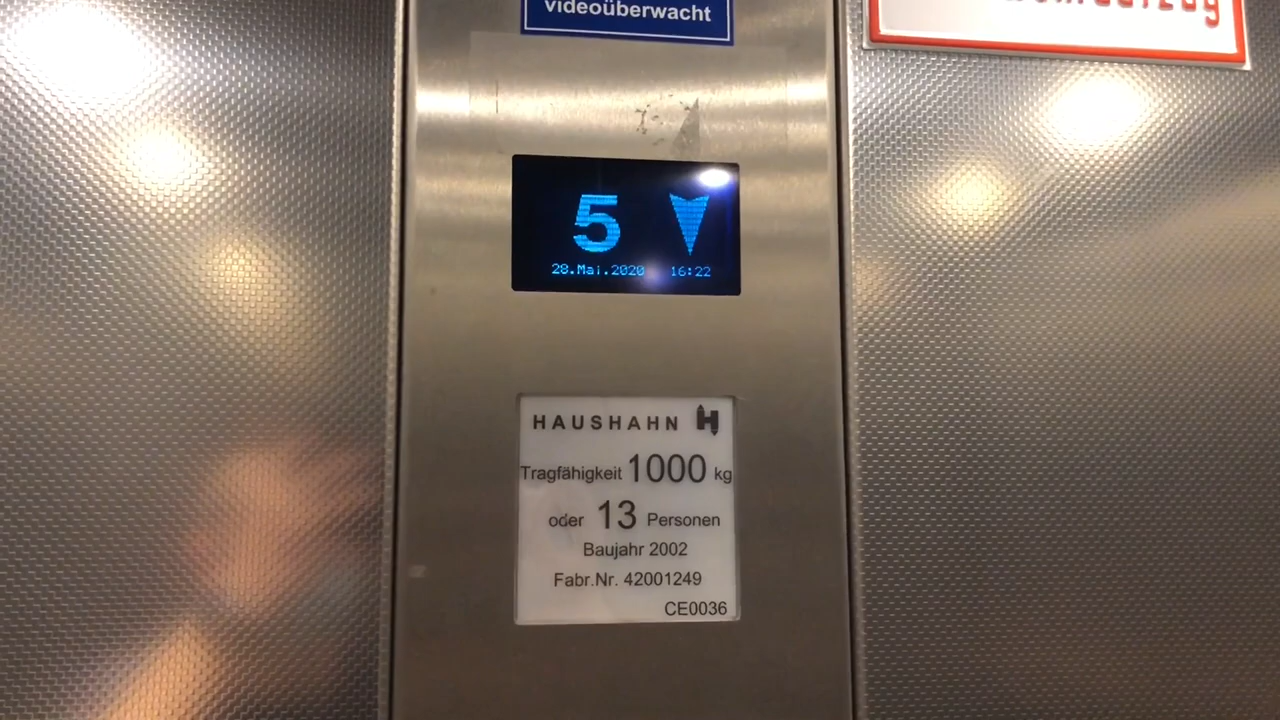 videoüberwacht
5
28.Mai.2020 16:22
HAUSHAHN
Tragfähigkeit 1000 kg
oder 13 Personen
Baujahr 2002
Fabr.Nr. 42001249
CE0036